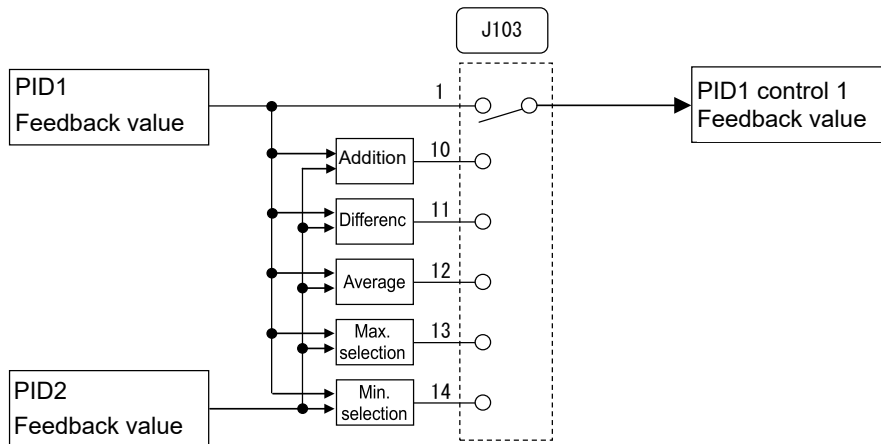 J103
PID1
Feedback value
1
PID1 control 1
Feedback value
Addition
10
Differenc
11
Average
12
Max.
selection
13
PID2
Feedback value
Min.
selection
14